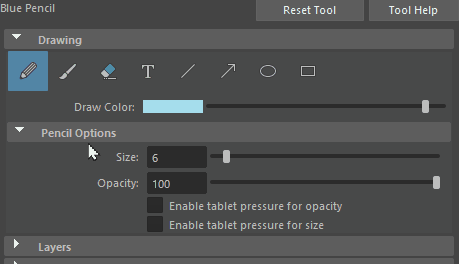 Blue Pencil
Reset Tool
Tool Help
Drawing
T
Draw Color:
Pencil Options
Size: 6
Opacity: 100
Enable tablet pressure for opacity
Enable tablet pressure for size
Layers